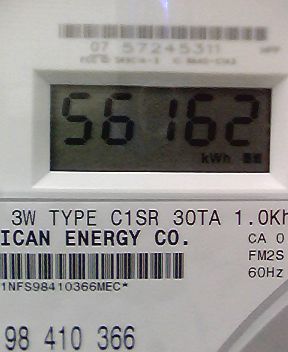 07 57245311
56162
kWh
3W TYPE C1SR 30TA 1.0Kh
ICAN ENERGY CO.
CA 0
FM2S
60Hz
1NFS98410366MEC*
98 410 366